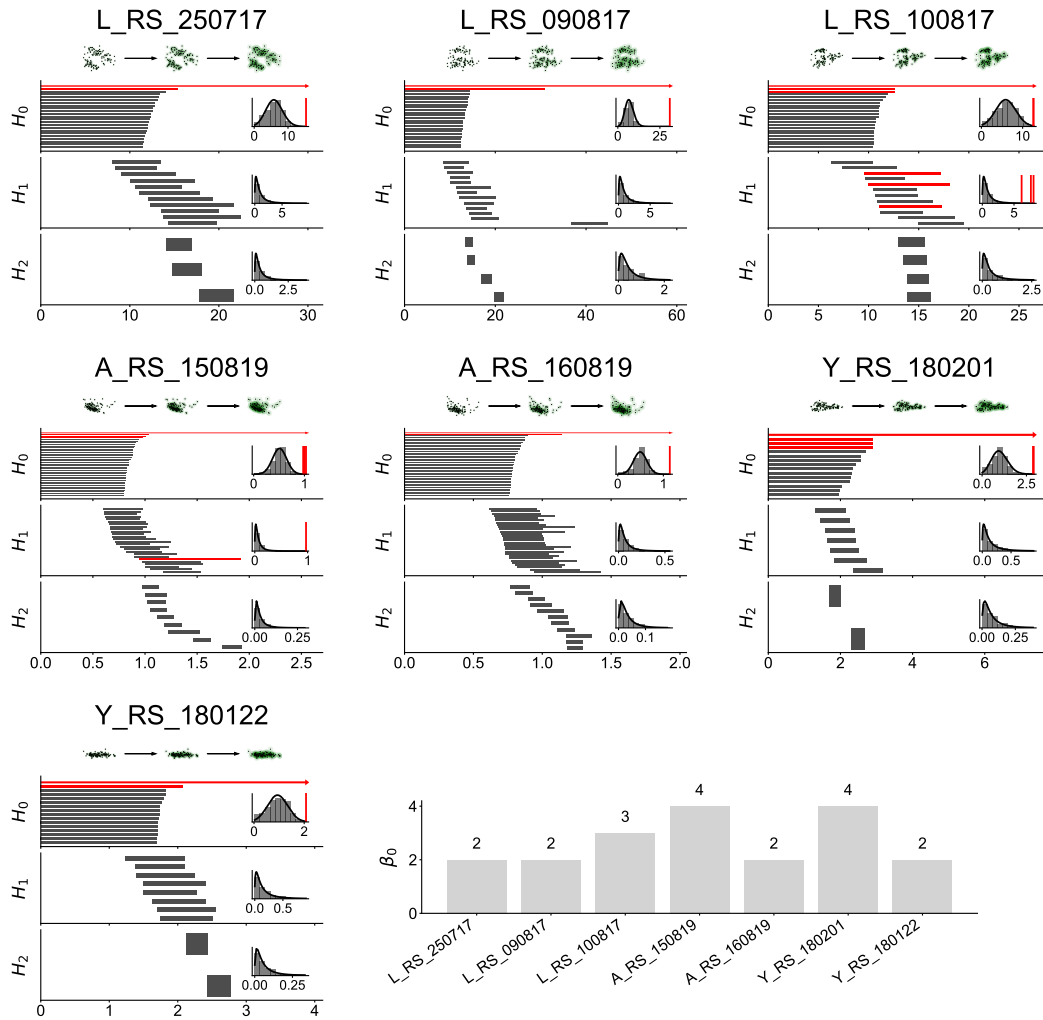 L_RS_250717 L_RS_090817 L_RS_100817
H0 H0 H0
0 10 0 25 0 10
H1 H1 H1
0 5 0 5 0 5
H2 H2 H2
0.0 2.5 0 2 0.0 2.5
0 10 20 30 0 20 40 60 0 5 10 15 20 25
A_RS_150819 A_RS_160819 Y_RS_180201
H0 H0 H0
0 1 0 1 0.0 2.5
H1 H1 H1
0 1 0.0 0.5 0.0 0.5
H2 H2 H2
0.00 0.25 0.0 0.1 0.00 0.25
0.0 0.5 1.0 1.5 2.0 2.5 0.0 0.5 1.0 1.5 2.0 0 2 4 6
Y_RS_180122
H0
0 2
H1
0.0 0.5
H2
0.00 0.25
0 1 2 3 4
β0
4
2
0
2 2 3 4 2 4 2
L_RS_250717 L_RS_090817 L_RS_100817 A_RS_150819 A_RS_160819 Y_RS_180201 Y_RS_180122